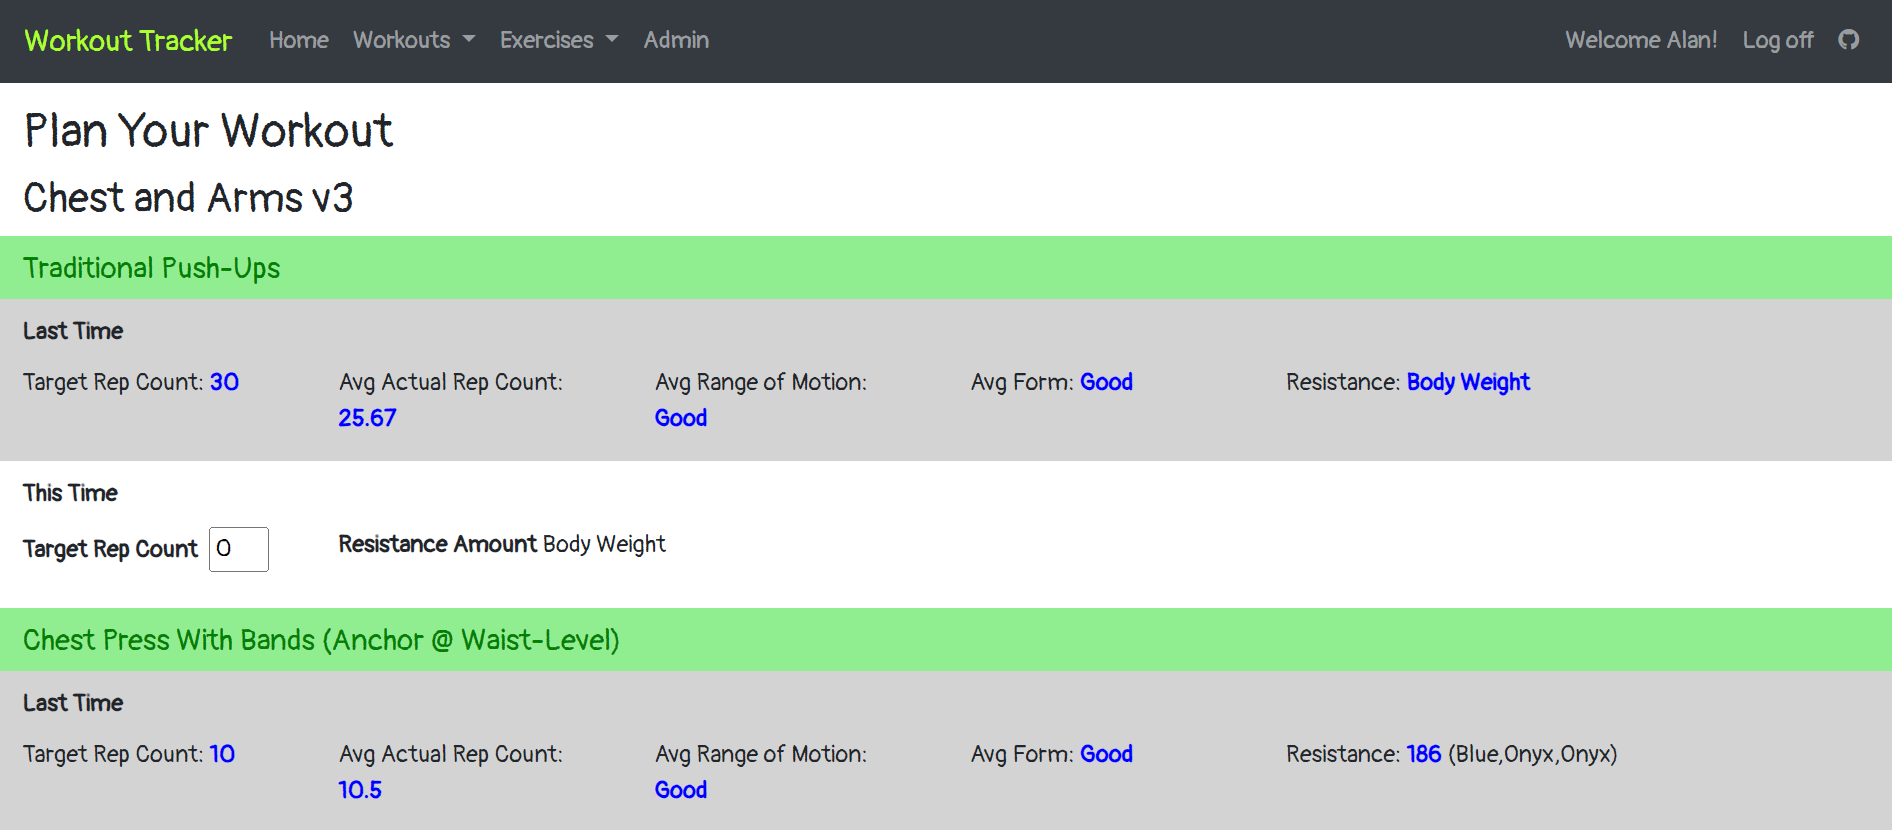 Workout Tracker Home Workouts Exercises Admin Welcome Alan! Log off
Plan Your Workout
Chest and Arms v3
Traditional Push-Ups
Last Time
Target Rep Count: 30 Avg Actual Rep Count: 25.67 Avg Range of Motion: Good Avg Form: Good Resistance: Body Weight
This Time
Target Rep Count 0 Resistance Amount Body Weight
Chest Press With Bands (Anchor @ Waist-Level)
Last Time
Target Rep Count: 10 Avg Actual Rep Count: 10.5 Avg Range of Motion: Good Avg Form: Good Resistance: 186 (Blue,Onyx,Onyx)